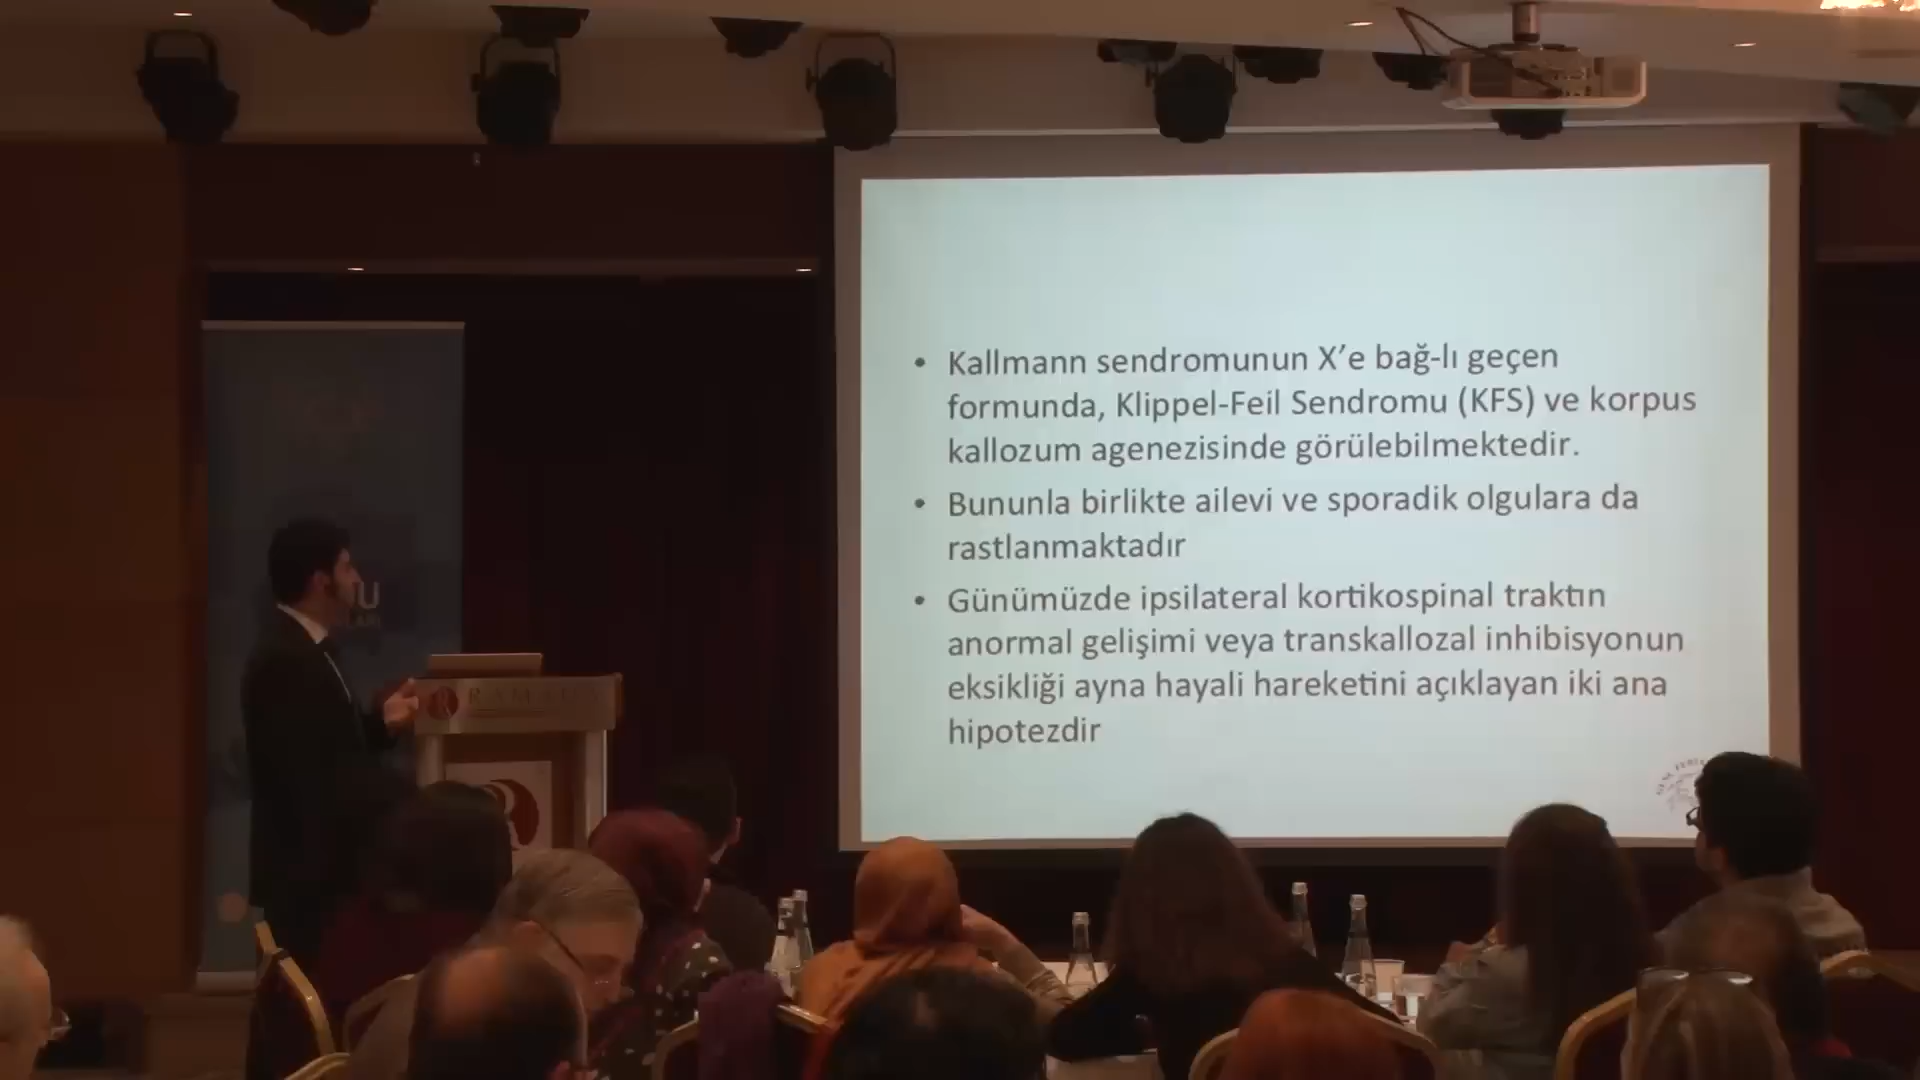 • Kallmann sendromunun X’e bağ-lı geçen
formunda, Klippel-Feil Sendromu (KFS) ve korpus
kallozum agenezisinde görülebilmektedir.
• Bununla birlikte ailevi ve sporadik olgulara da
rastlanmaktadır
• Günümüzde ipsilateral kortikospinal traktın
anormal gelişimi veya transkallozal inhibisyonun
eksikliği ayna hayali hareketini açıklayan iki ana
hipotezdir
RAMADA